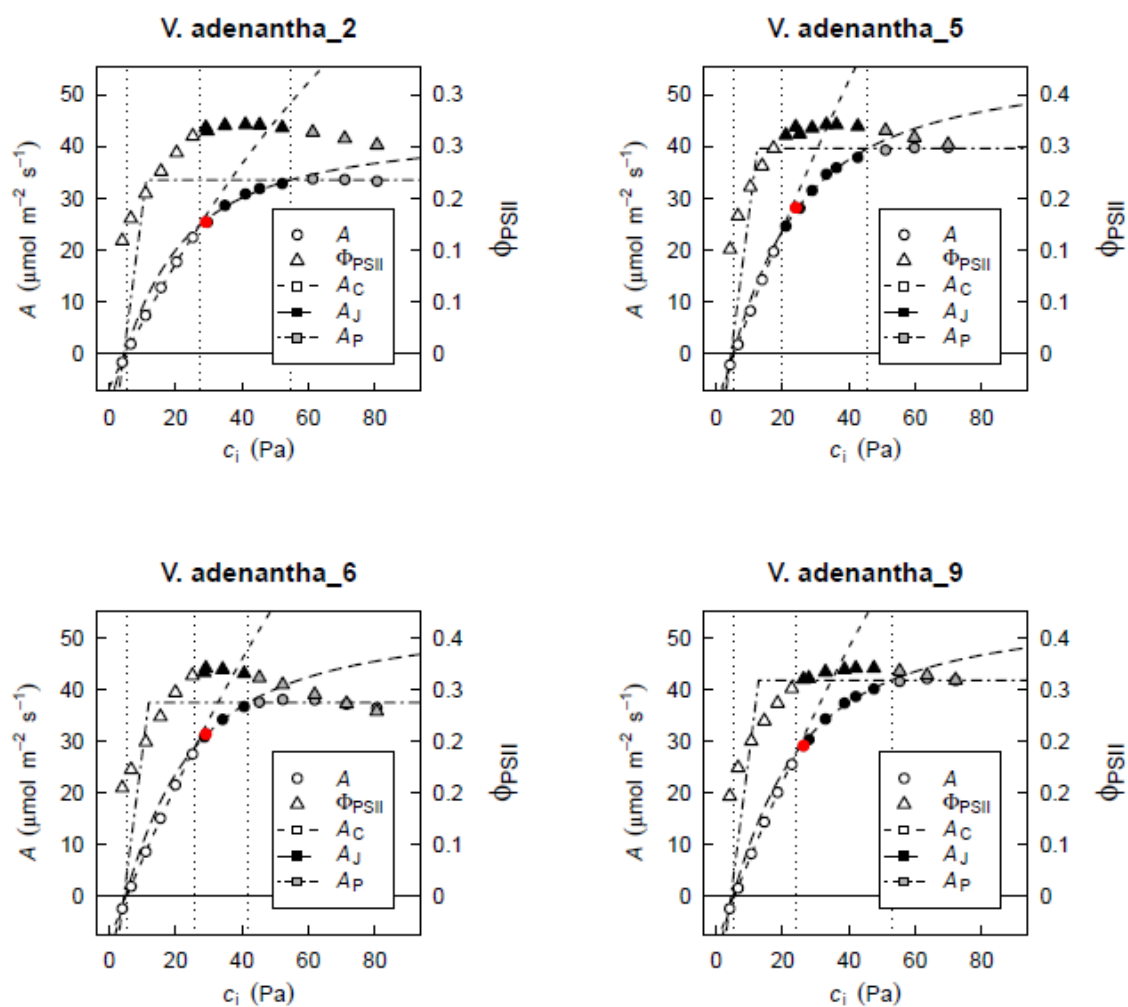 V. adenantha_2
50
40
30
20
10
0
A (μmol m⁻² s⁻¹)
0.3
0.3
0.2
0.1
0.1
0
ϕPSII
A
ΦPSII
AC
AJ
AP
0 20 40 60 80
ci (Pa)
V. adenantha_5
50
40
30
20
10
0
A (μmol m⁻² s⁻¹)
0.4
0.3
0.2
0.1
0.1
0
ϕPSII
A
ΦPSII
AC
AJ
AP
0 20 40 60 80
ci (Pa)
V. adenantha_6
50
40
30
20
10
0
A (μmol m⁻² s⁻¹)
0.4
0.3
0.2
0.2
0.1
0
ϕPSII
A
ΦPSII
AC
AJ
AP
0 20 40 60 80
ci (Pa)
V. adenantha_9
50
40
30
20
10
0
A (μmol m⁻² s⁻¹)
0.4
0.3
0.2
0.2
0.1
0
ϕPSII
A
ΦPSII
AC
AJ
AP
0 20 40 60 80
ci (Pa)